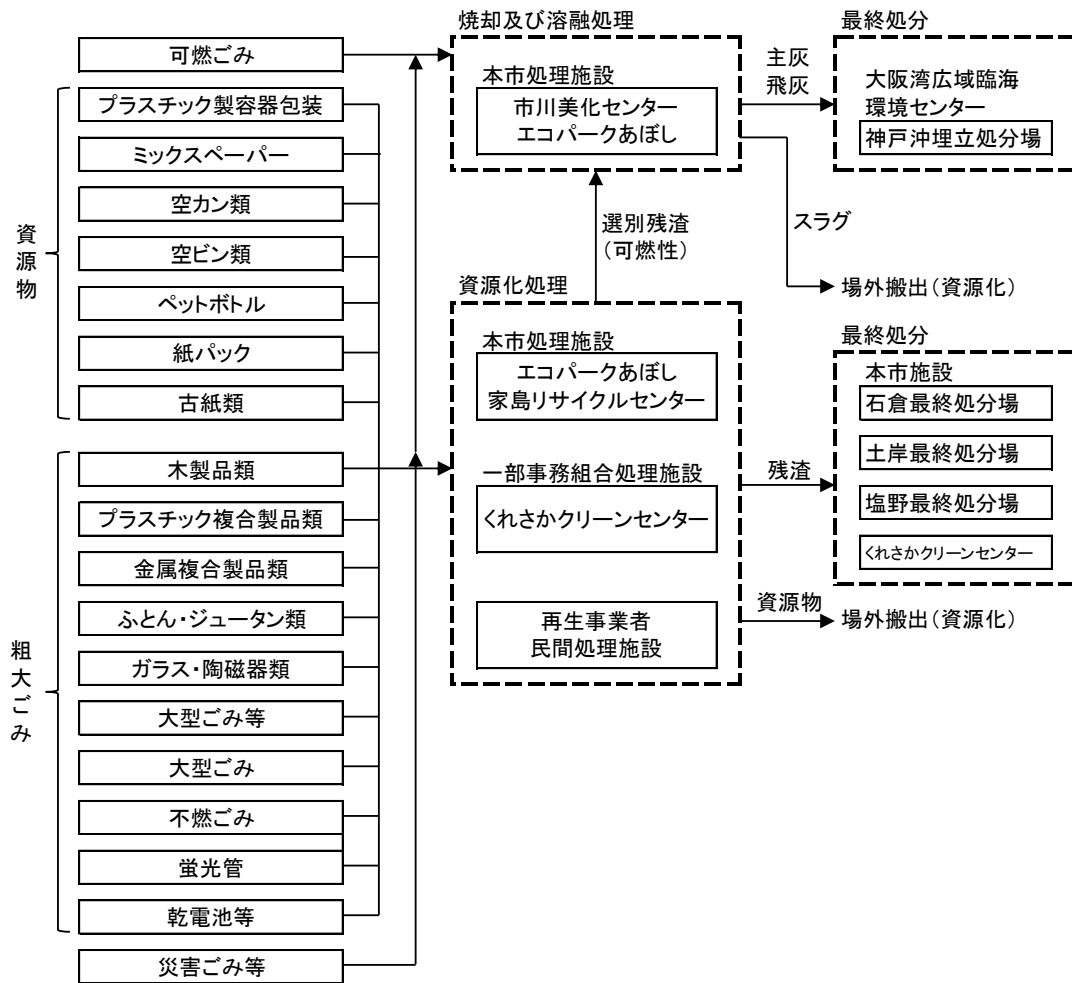 可燃ごみ
資源物
プラスチック製容器包装
ミックスペーパー
空カン類
空ビン類
ペットボトル
紙パック
古紙類
粗大ごみ
木製品類
プラスチック複合製品類
金属複合製品類
ふとん・ジュータン類
ガラス・陶磁器類
大型ごみ等
大型ごみ
不燃ごみ
蛍光管
乾電池等
災害ごみ等
焼却及び溶融処理
本市処理施設
市川美化センター
エコパークあぼし
選別残渣
(可燃性)
資源化処理
本市処理施設
エコパークあぼし
家島リサイクルセンター
一部事務組合処理施設
くれさかクリーンセンター
再生事業者
民間処理施設
主灰
飛灰
スラグ
残渣
資源物
最終処分
大阪湾広域臨海
環境センター
神戸沖埋立処分場
場外搬出(資源化)
最終処分
本市施設
石倉最終処分場
土岸最終処分場
塩野最終処分場
くれさかクリーンセンター
場外搬出(資源化)